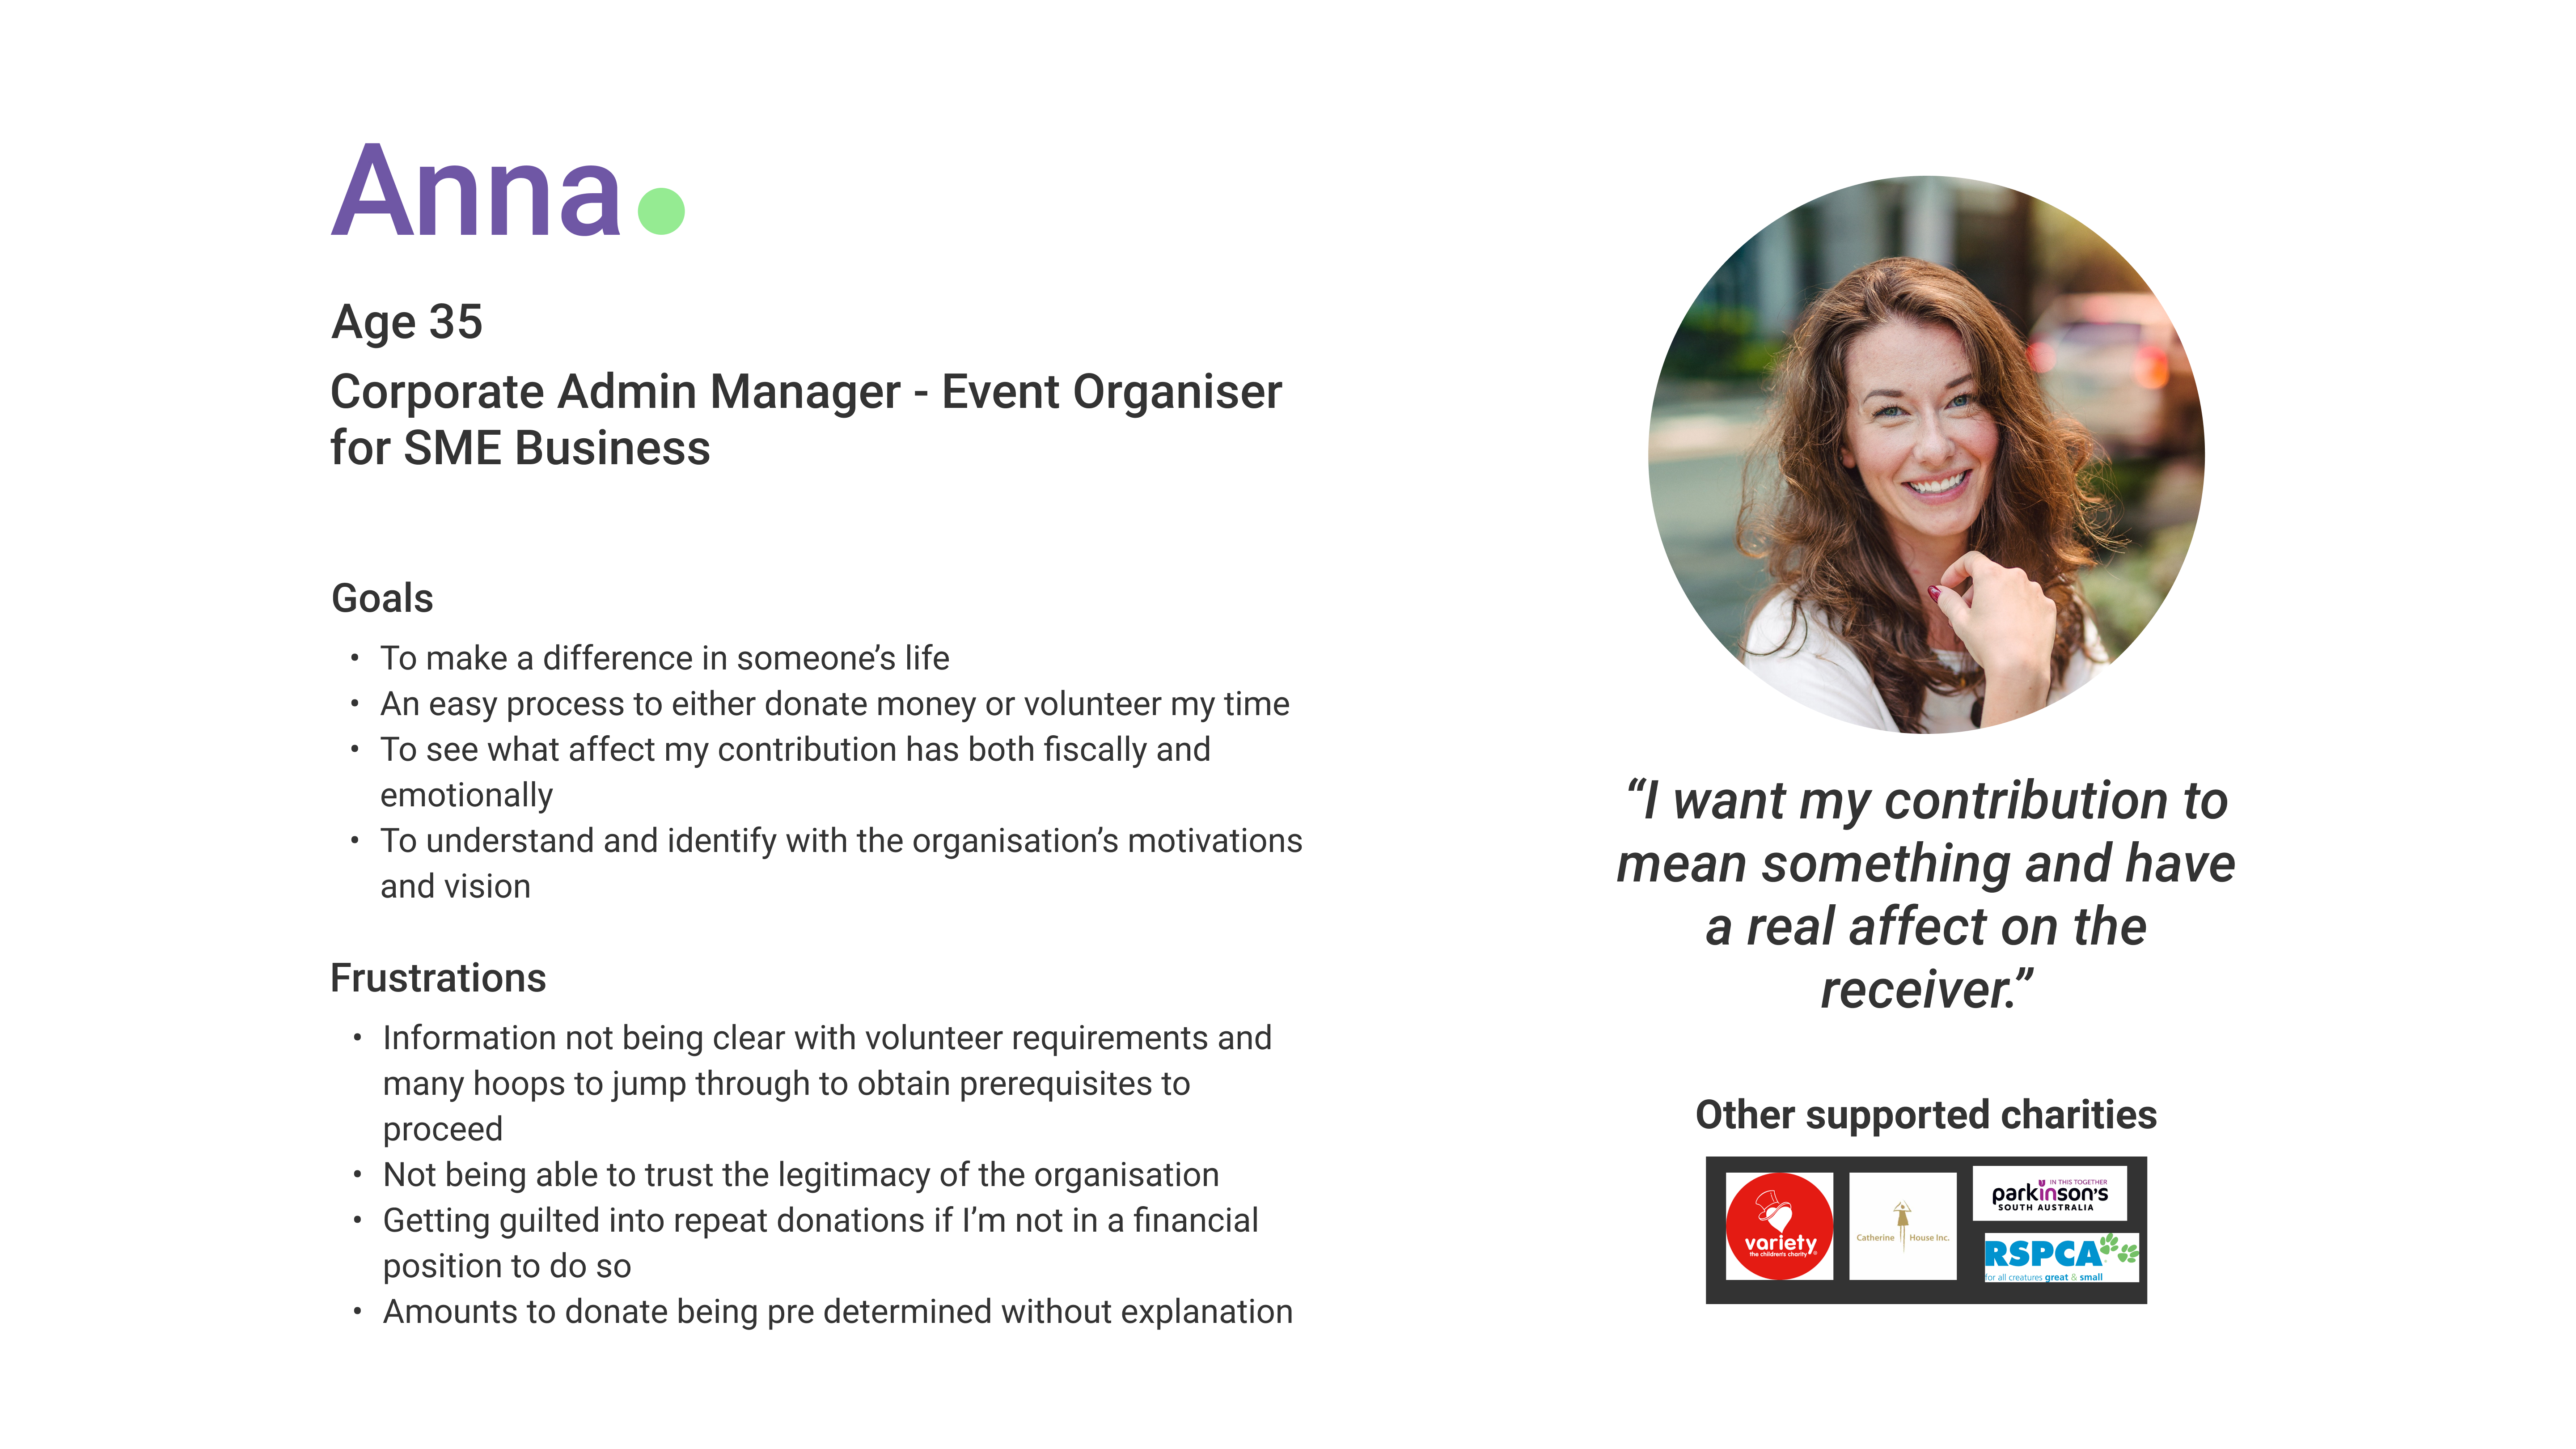 Anna
Age 35
Corporate Admin Manager - Event Organiser
for SME Business
Goals
• To make a difference in someone’s life
• An easy process to either donate money or volunteer my time
• To see what affect my contribution has both fiscally and
emotionally
• To understand and identify with the organisation’s motivations
and vision
Frustrations
• Information not being clear with volunteer requirements and
many hoops to jump through to obtain prerequisites to
proceed
• Not being able to trust the legitimacy of the organisation
• Getting guilted into repeat donations if I’m not in a financial
position to do so
• Amounts to donate being pre determined without explanation
“I want my contribution to
mean something and have
a real affect on the
receiver.”
Other supported charities
variety
the children's charity
Catherine House Inc.
IN THIS TOGETHER
parkinson's
SOUTH AUSTRALIA
RSPCA
for all creatures great & small